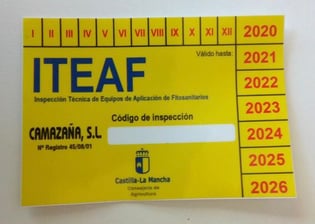 I II III IV V VI VII VIII IX X XI XII 2020
Válido hasta: 2021
ITEAF 2022
Inspección Técnica de Equipos de Aplicación de Fitosanitarios
2023
Código de inspección
CAMAZAÑA, S.L. 2024
Nº Registro 45/08/01
2025
Castilla-La Mancha
Consejería de
Agricultura
2026